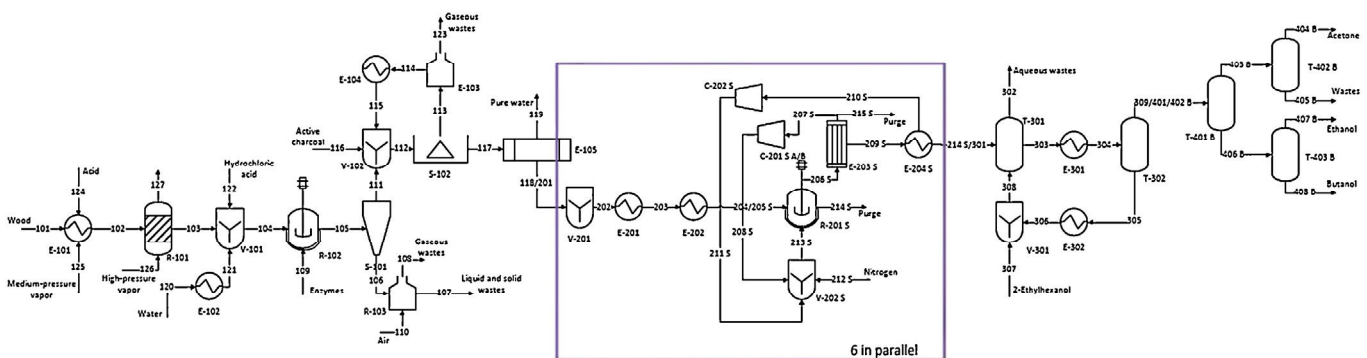 Wood
101
Acid
124
E-101
125
Medium-pressure
vapor
102
127
R-101
126
High-pressure
vapor
103
Hydrochloric
acid
122
V-101
121
120
Water
E-102
104
R-102
109
Enzymes
105
S-101
111
106
108
Gaseous
wastes
107
Liquid and solid
wastes
R-103
110
Air
Active
charcoal
116
V-102
115
E-104
114
E-103
123
Gaseous
wastes
113
112
S-102
117
Pure water
119
E-105
118/201
V-201
202
E-201
203
E-202
204/205 S
C-202 S
210 S
207 S
215 S
Purge
C-201 S A/B
206 S
E-203 S
209 S
E-204 S
214 S
Purge
R-201 S
208 S
211 S
213 S
212 S
Nitrogen
V-202 S
6 in parallel
214 S/301
Aqueous wastes
302
T-301
303
E-301
304
T-302
305
E-302
306
V-301
308
307
2-Ethylhexanol
309/401/402 B
T-401 B
403 B
404 B
Acetone
T-402 B
405 B
Wastes
406 B
407 B
Ethanol
T-403 B
408 B
Butanol